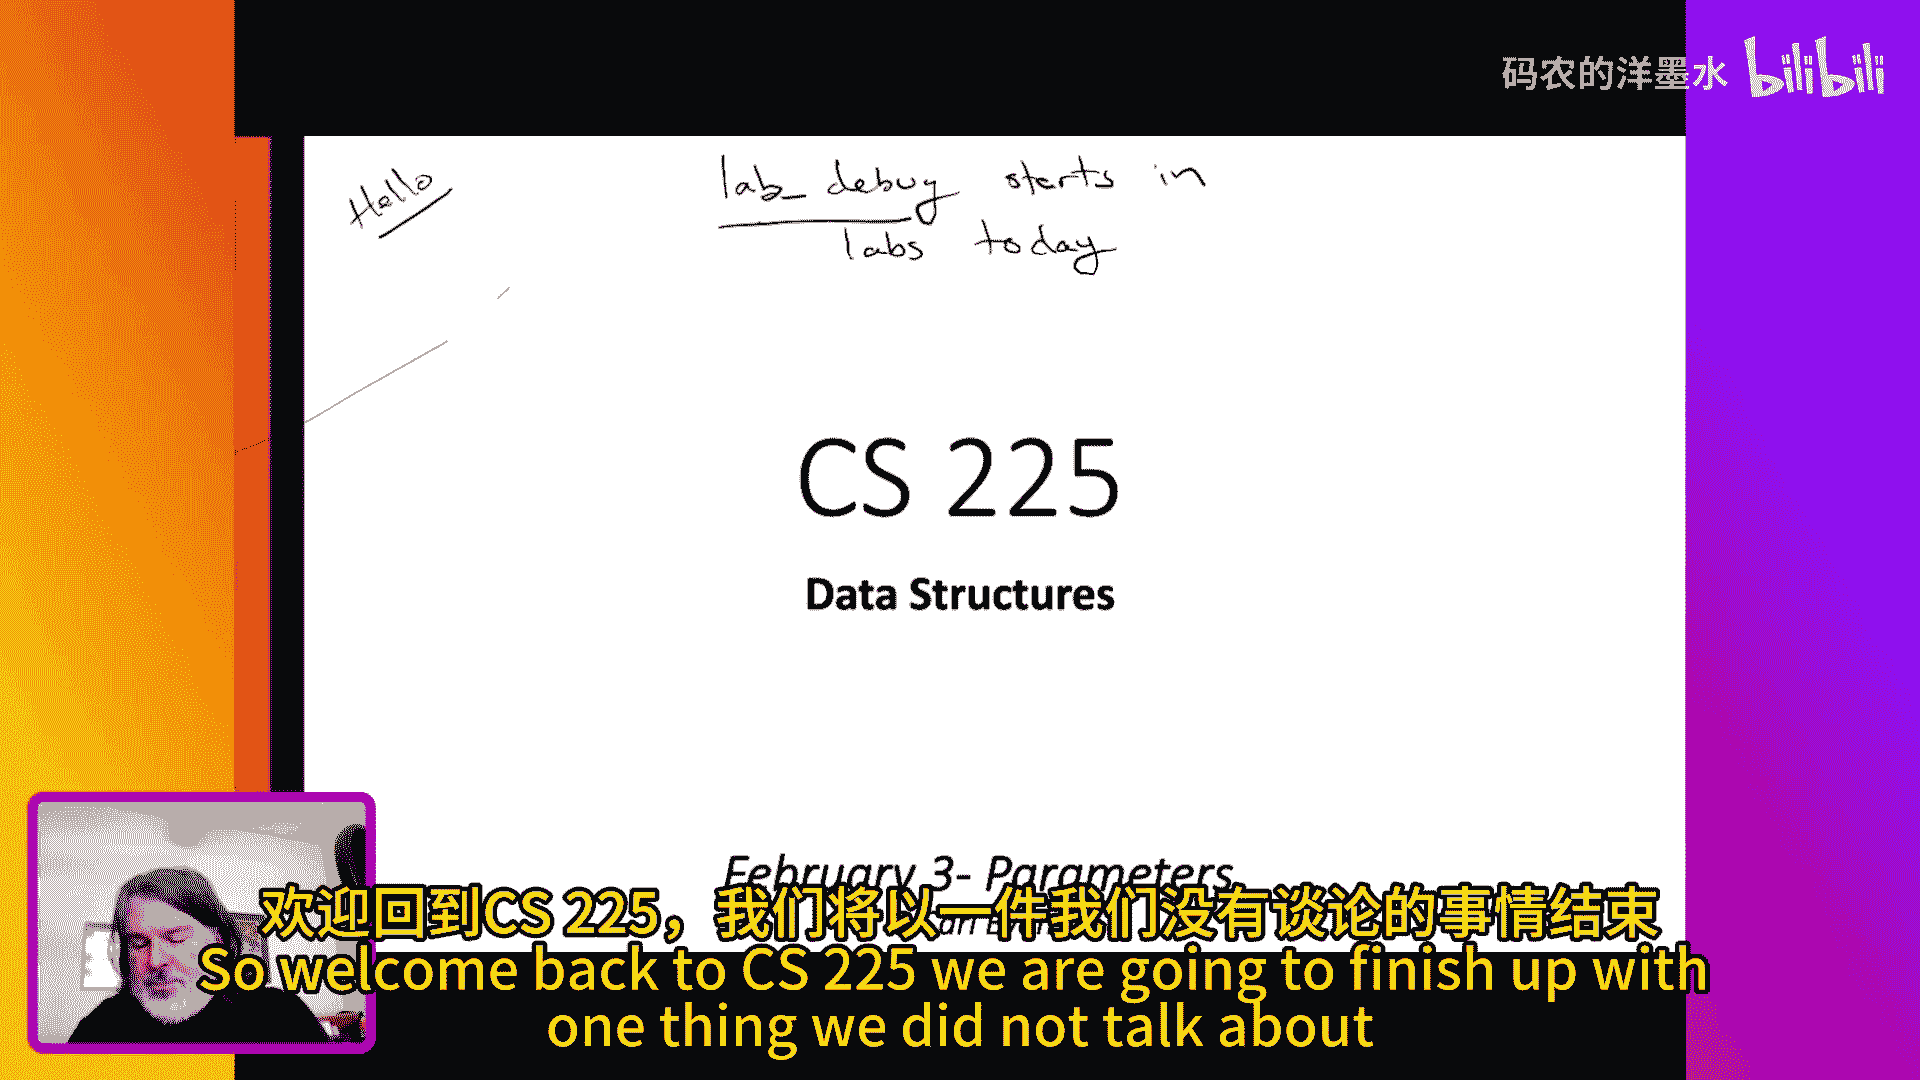 码农的洋墨水 bilibili
Hello
lab_debug starts in
labs today
CS 225
Data Structures
February 3- Parameters
欢迎回到CS 225，我们将以一件我们没有谈论的事情结束
So welcome back to CS 225 we are going to finish up with
one thing we did not talk about